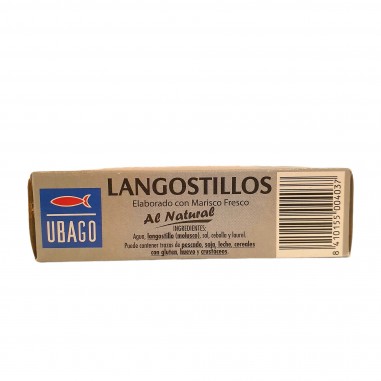 LANGOSTILLOS
Elaborado con Marisco Fresco
Al Natural
INGREDIENTES:
Agua, langostillo (molusco), sal, cebolla y laurel.
Puede contener trazas de pescado, soja, leche, cereales
con gluten, huevo y crustáceos.
UBAGO
8 410155 004037